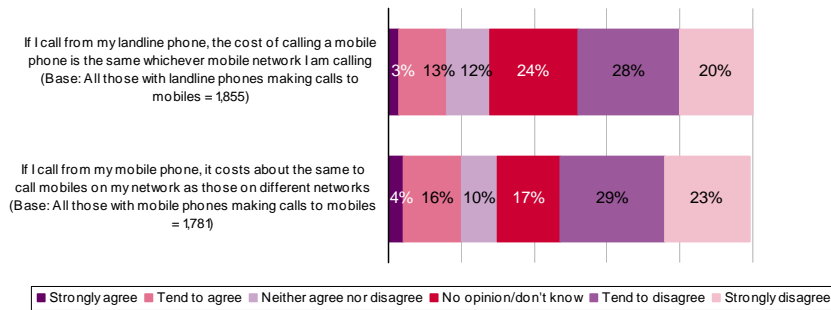 If I call from my landline phone, the cost of calling a mobile
phone is the same whichever mobile network I am calling
(Base: All those with landline phones making calls to
mobiles = 1,855)
3% 13% 12% 24% 28% 20%
If I call from my mobile phone, it costs about the same to
call mobiles on my network as those on different networks
(Base: All those with mobile phones making calls to mobiles
= 1,781)
4% 16% 10% 17% 29% 23%
Strongly agree Tend to agree Neither agree nor disagree No opinion/don't know Tend to disagree Strongly disagree